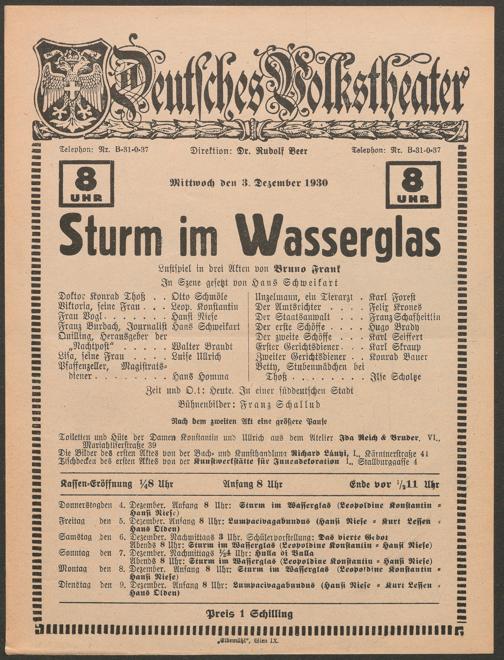 Deutsches Volkstheater
Telephon: Nr. B-31-0-37 Direktion: Dr. Rudolf Beer Telephon: Nr. B-31-0-37
8 UHR 8 UHR
Mittwoch den 3. Dezember 1930
Sturm im Wasserglas
Lustspiel in drei Akten von Bruno Frank
In Szene gesetzt von Hans Schweikart
Doktor Konrad Thoß . . Otto Schmöle
Viktoria, seine Frau . . . Leop. Konstantin
Frau Vogl . . . . . Hansi Niese
Franz Burdach, Journalist Hans Schweikart
Quilling, Herausgeber der
„Nachtpost“ . . . . . Walter Brandt
Lisa, seine Frau . . . . Luise Ullrich
Pfaffenzeller, Magistrats-
diener . . . . . . . Hans Homma
Unzelmann, ein Tierarzt . Karl Forest
Der Amtsrichter . . . . Felix Krones
Der Staatsanwalt . . . . Franz Schafheitlin
Der erste Schöffe . . . . Hugo Brady
Der zweite Schöffe . . . Karl Seiffert
Erster Gerichtsdiener . . . Karl Skraup
Zweiter Gerichtsdiener . . Konrad Bauer
Betty, Stubenmädchen bei
Thoß . . . . . . . Ilse Scholtze
Zeit und O.t: Heute. In einer süddeutschen Stadt
Bühnenbilder: Franz Schallud
Nach dem zweiten Akt eine größere Pause
Toiletten und Hüte der Damen Konstantin und Ullrich aus dem Atelier Ida Reich & Bruder, VI.,
Mariahilferstraße 39
Die Bilder des ersten Aktes von der Buch- und Kunsthandlung Richard Lányi, I., Kärntnerstraße 41
Tischdecken des ersten Aktes von der Kunstwerkstätte für Innendekoration I., Stallburggasse 4
Kassen-Eröffnung ½8 Uhr Anfang 8 Uhr Ende vor ½11 Uhr
Donnerstag den 4. Dezember. Anfang 8 Uhr: Sturm im Wasserglas (Leopoldine Konstantin =
Hansi Niese)
Freitag den 5. Dezember. Anfang 8 Uhr: Lumpacivagabundus (Hansi Niese = Kurt Lessen =
Hans Olden)
Samstag den 6. Dezember. Nachmittags 3 Uhr. Schülervorstellung: Das vierte Gebot
Abends 8 Uhr: Sturm im Wasserglas (Leopoldine Konstantin = Hansi Niese)
Sonntag den 7. Dezember. Nachmittags ½4 Uhr: Hulla di Bulla
Abends 8 Uhr: Sturm im Wasserglas (Leopoldine Konstantin = Hansi Niese)
Montag den 8. Dezember. Anfang 8 Uhr: Sturm im Wasserglas (Leopoldine Konstantin =
Hansi Niese)
Dienstag den 9. Dezember. Anfang 8 Uhr: Lumpacivagabundus (Hansi Niese = Kurt Lessen =
Hans Olden)
Preis 1 Schilling
„Elbemühl“, Wien IX.